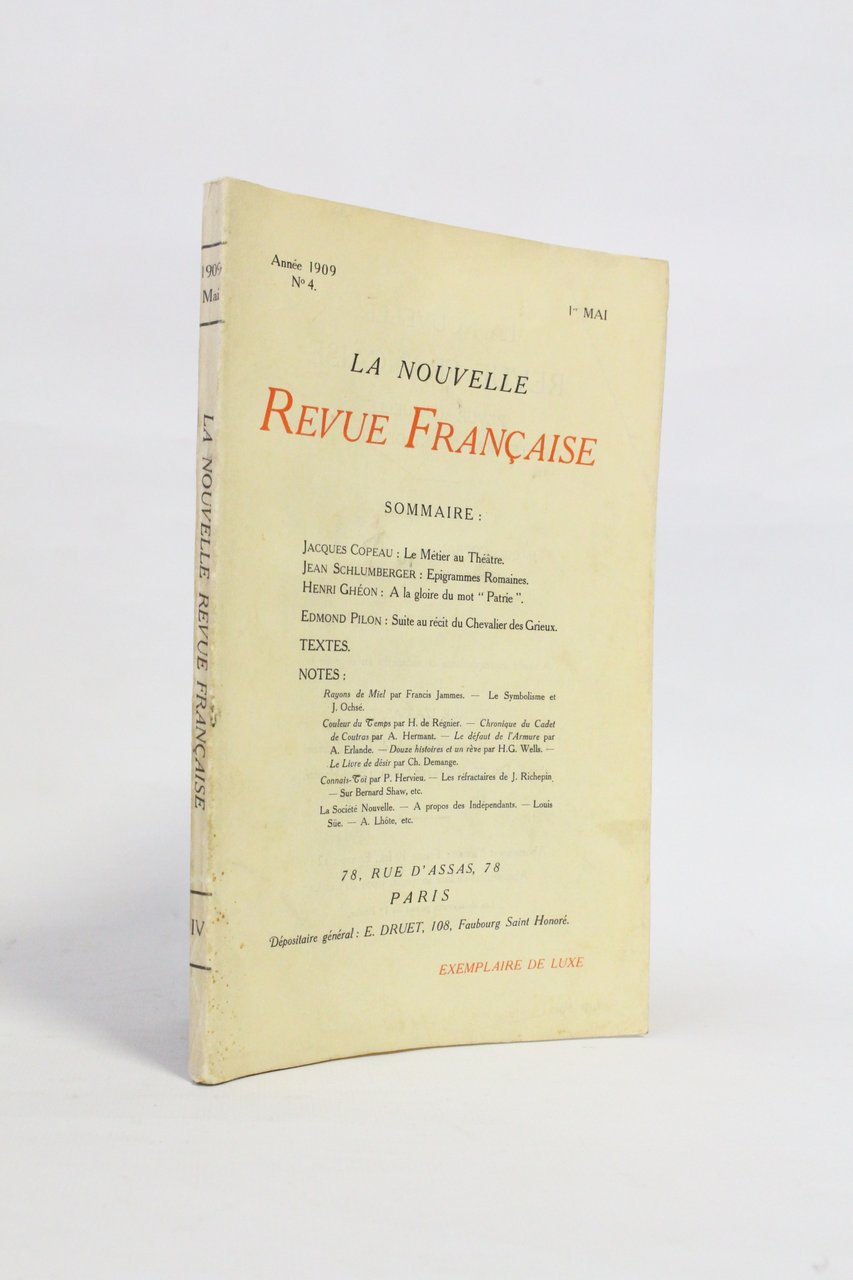 1909
Mai
LA NOUVELLE REVUE FRANÇAISE
IV
Année 1909
Nº 4.
1er MAI
LA NOUVELLE
REVUE FRANÇAISE
SOMMAIRE :
JACQUES COPEAU : Le Métier au Théâtre.
JEAN SCHLUMBERGER : Epigrammes Romaines.
HENRI GHÉON : A la gloire du mot “ Patrie ”.
EDMOND PILON : Suite au récit du Chevalier des Grieux.
TEXTES.
NOTES :
Rayons de Miel par Francis Jammes. — Le Symbolisme et
J. Ochsé.
Couleur du Temps par H. de Régnier. — Chronique du Cadet
de Coutras par A. Hermant. — Le défaut de l'Armure par
A. Erlande. — Douze histoires et un rêve par H.G. Wells. —
Le Livre de désir par Ch. Demange.
Connais-Toi par P. Hervieu. — Les réfractaires de J. Richepin
— Sur Bernard Shaw, etc.
La Société Nouvelle. — A propos des Indépendants. — Louis
Süe. — A. Lhôte, etc.
78, RUE D'ASSAS, 78
PARIS
Dépositaire général : E. DRUET, 108, Faubourg Saint Honoré.
EXEMPLAIRE DE LUXE